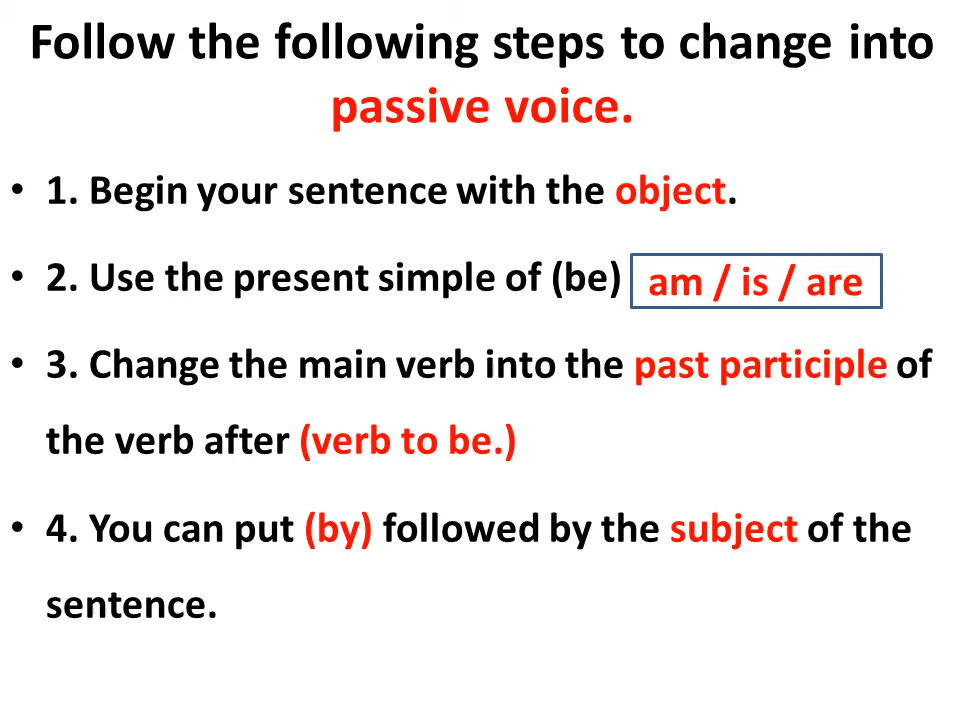 Follow the following steps to change into
passive voice.
• 1. Begin your sentence with the object.
• 2. Use the present simple of (be) am / is / are
• 3. Change the main verb into the past participle of
the verb after (verb to be.)
• 4. You can put (by) followed by the subject of the
sentence.